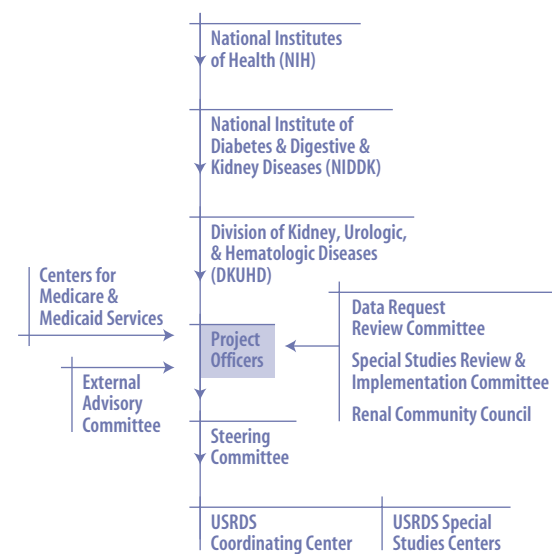 National Institutes
of Health (NIH)
National Institute of
Diabetes & Digestive &
Kidney Diseases (NIDDK)
Division of Kidney, Urologic,
& Hematologic Diseases
(DKUHD)
Centers for
Medicare &
Medicaid Services
Project
Officers
Data Request
Review Committee
Special Studies Review &
Implementation Committee
Renal Community Council
External
Advisory
Committee
Steering
Committee
USRDS
Coordinating Center
USRDS Special
Studies Centers